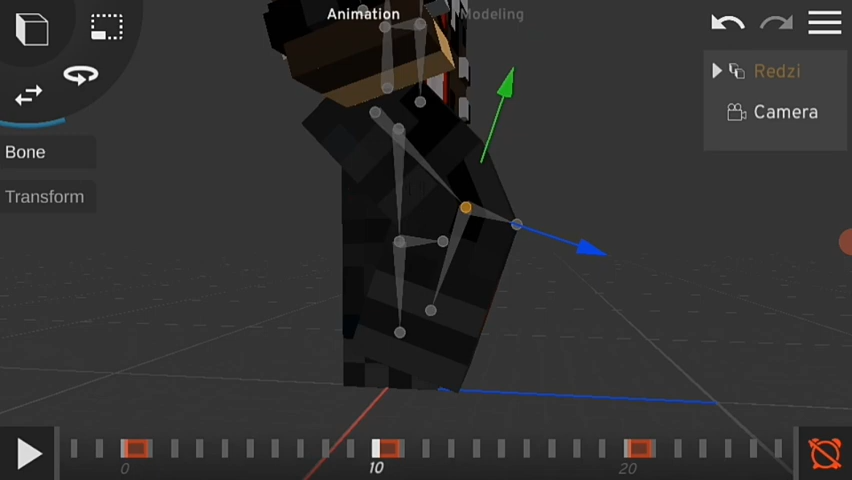 Animation Modeling
Redzi
Camera
Bone
Transform
0 10 20